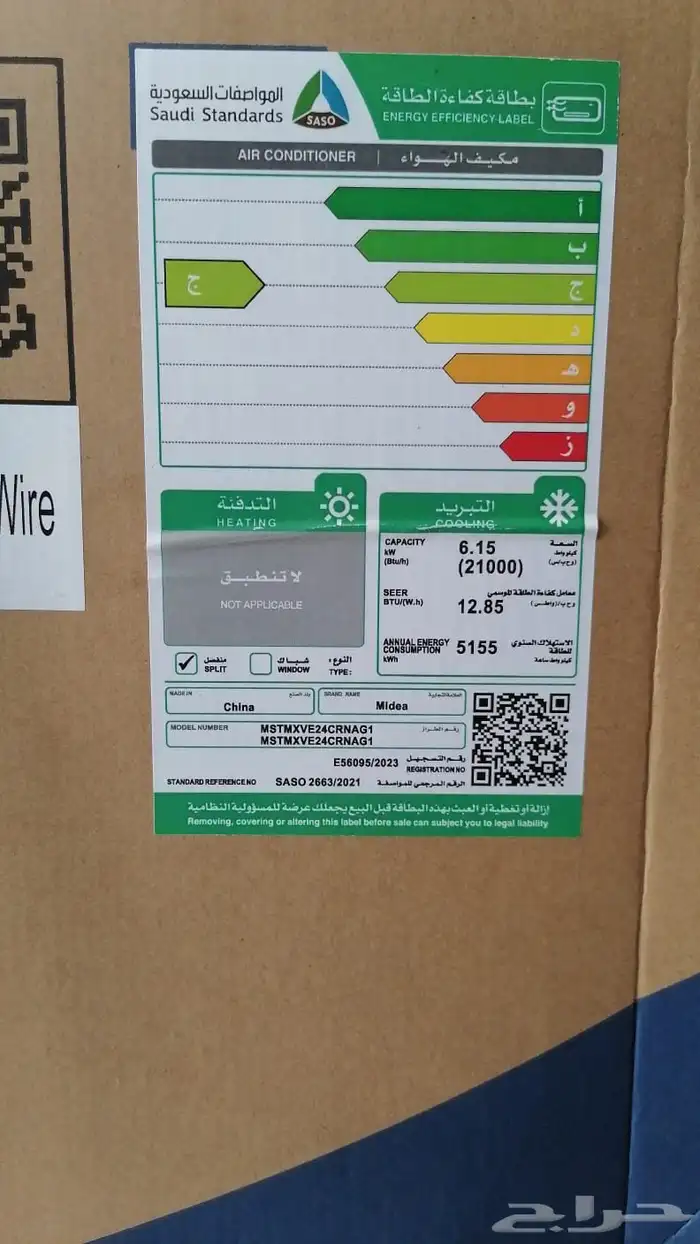 المواصفات السعودية
Saudi Standards
SASO
بطاقة كفاءة الطاقة
ENERGY EFFICIENCY LABEL
AIR CONDITIONER | مكيف الهواء
أ
ب
ج
ج
د
هـ
و
ز
Wire
التدفئة
HEATING
لا تنطبق
NOT APPLICABLE
التبريد
COOLING
CAPACITY
kW
(Btu/h)
6.15
(21000)
السعة
كيلو واط
(و ح ب/س)
SEER
BTU/(W.h)
12.85
معامل كفاءة الطاقة الموسمي
ANNUAL ENERGY
CONSUMPTION
kWh
5155
الاستهلاك السنوي
للطاقة
كيلو واط ساعة
منفصل
SPLIT
شباك
WINDOW
النوع:
TYPE:
MADE IN
بلد الصنع
China
BRAND NAME
العلامة التجارية
Midea
MODEL NUMBER
رقم الطراز
MSTMXVE24CRNAG1
MSTMXVE24CRNAG1
E56095/2023
رقم التسجيل
REGISTRATION NO
STANDARD REFERENCE NO SASO 2663/2021 الرقم المرجعي للمواصفة
إزالة أو تغطية أو العبث بهذه البطاقة قبل البيع يجعلك عرضة للمسؤولية النظامية
Removing, covering or altering this label before sale can subject you to legal liability
حراج